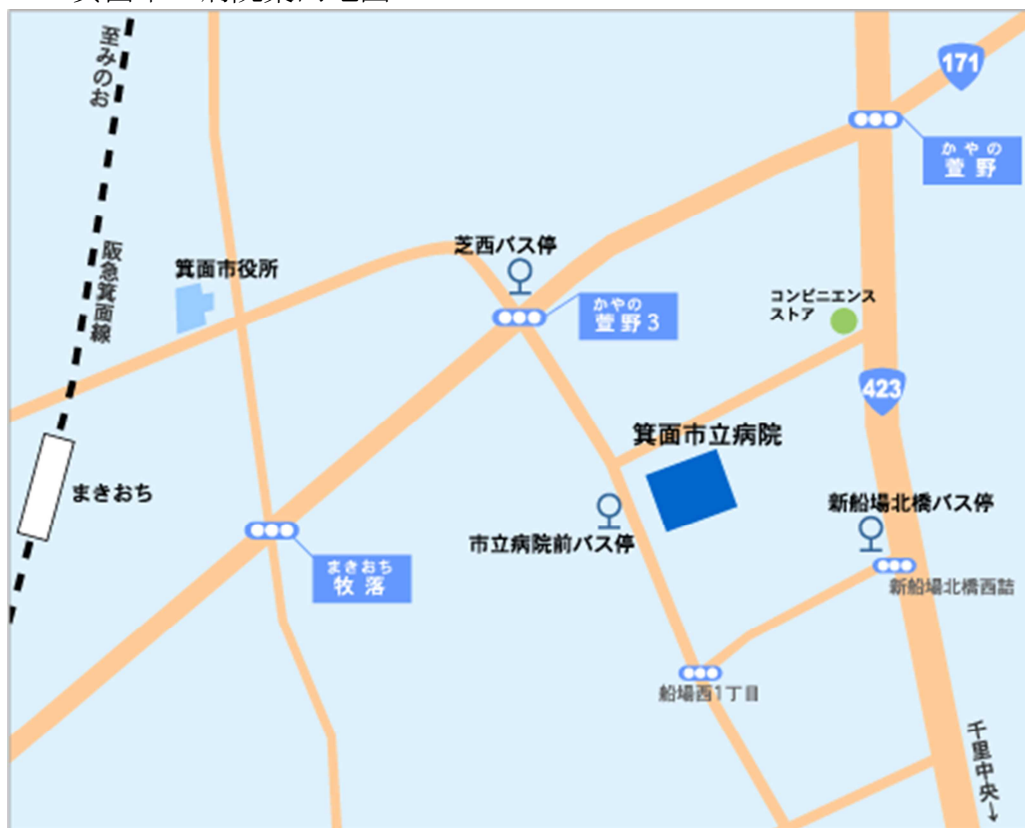 至みのお
171
かやの
萱野
芝西バス停
阪急箕面線
箕面市役所
かやの
萱野3
コンビニエンス
ストア
423
箕面市立病院
まきおち
新船場北橋バス停
市立病院前バス停
まきおち
牧落
新船場北橋西詰
船場西1丁目
千里中央→